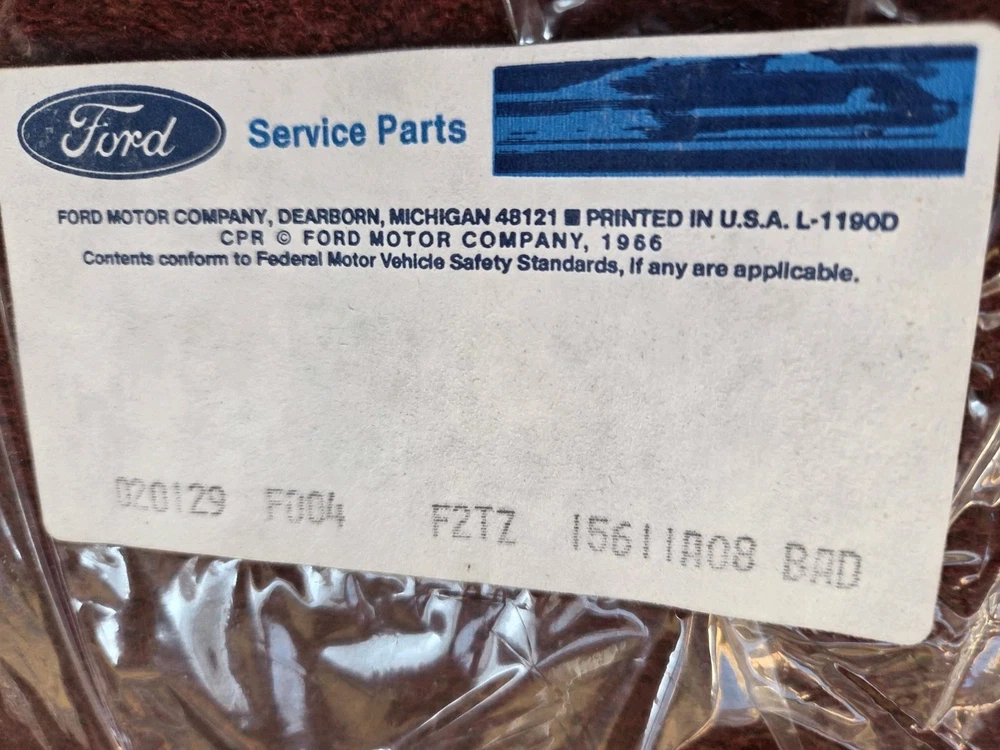 Ford Service Parts
FORD MOTOR COMPANY, DEARBORN, MICHIGAN 48121 ■ PRINTED IN U.S.A. L-1190D
CPR © FORD MOTOR COMPANY, 1966
Contents conform to Federal Motor Vehicle Safety Standards, if any are applicable.
020129 F004 F2TZ 15611A08 BAD